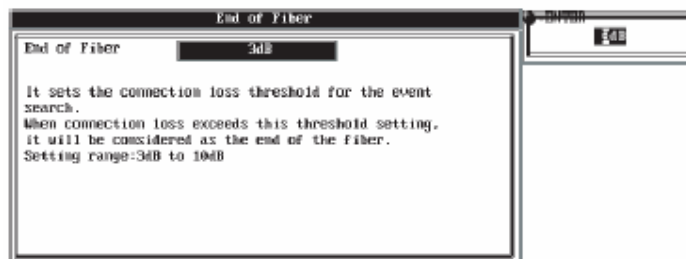 End of Fiber
End of Fiber 3dB
It sets the connection loss threshold for the event
search.
When connection loss exceeds this threshold setting,
it will be considered as the end of the fiber.
Setting range:3dB to 10dB
ENTER
3dB